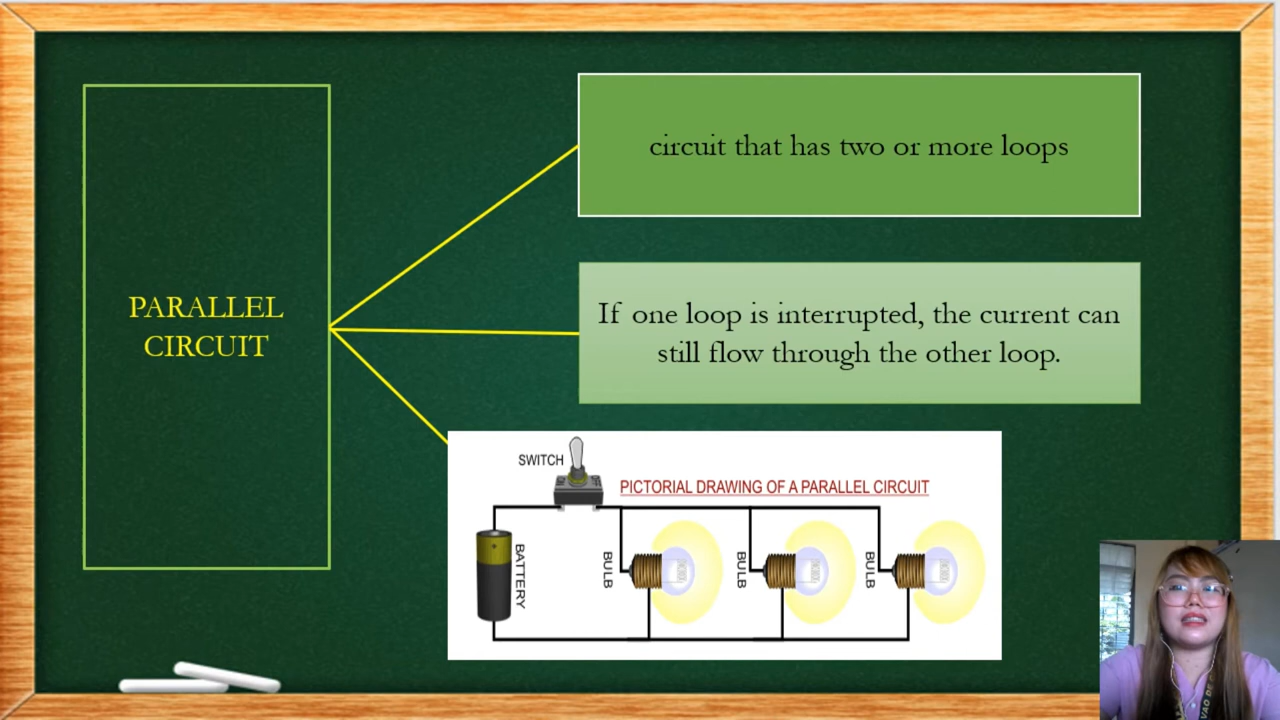 PARALLEL
CIRCUIT
circuit that has two or more loops
If one loop is interrupted, the current can
still flow through the other loop.
SWITCH
PICTORIAL DRAWING OF A PARALLEL CIRCUIT
BATTERY
BULB
BULB
BULB